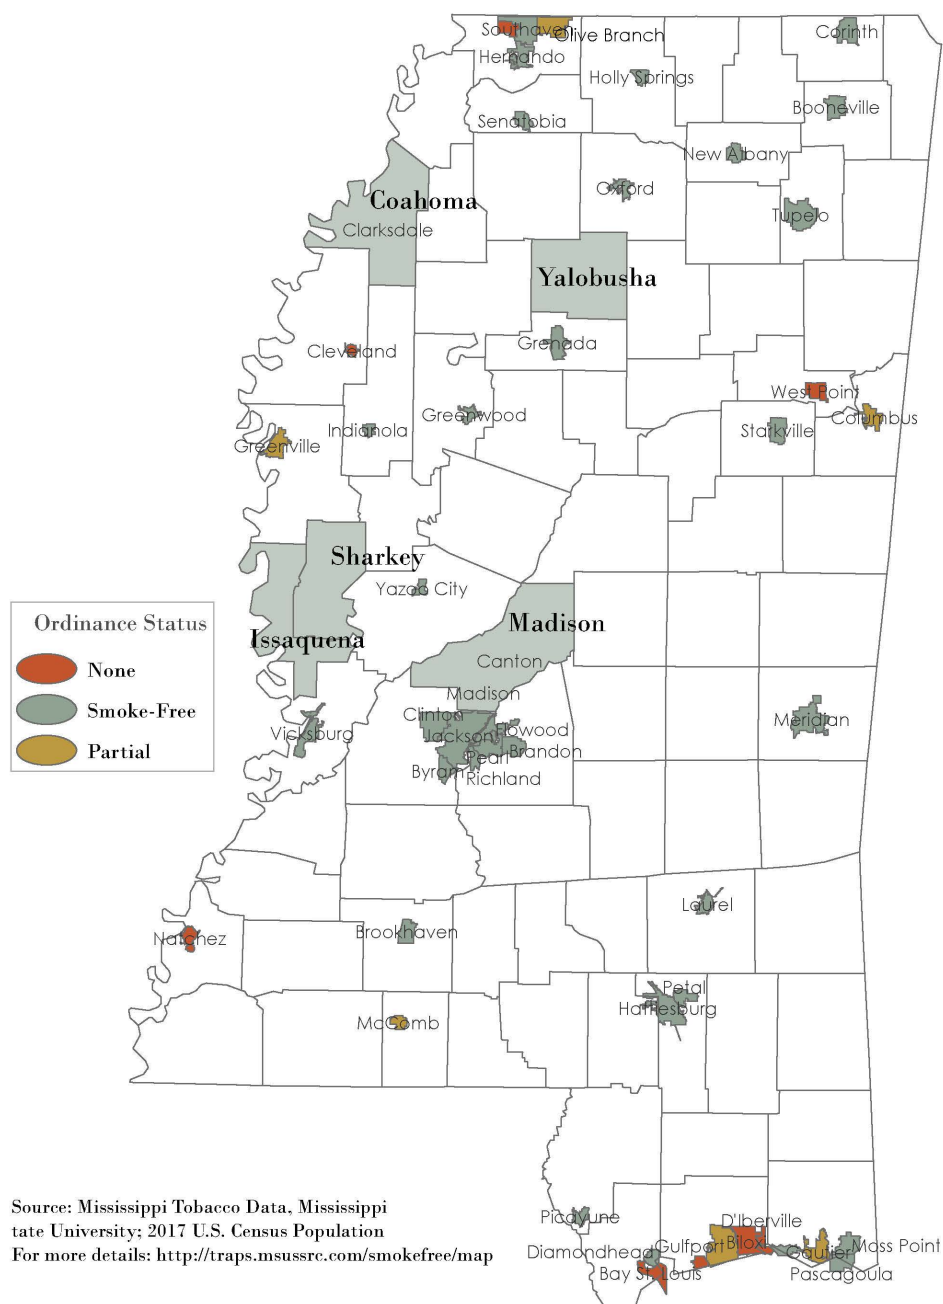 Southaven
Olive Branch
Corinth
Hernando
Holly Springs
Booneville
Senatobia
New Albany
Oxford
Coahoma
Tupelo
Clarksdale
Yalobusha
Grenada
Cleveland
West Point
Greenwood
Columbus
Indianola
Starkville
Greenville
Sharkey
Yazoo City
Ordinance Status
Madison
Issaquena
Canton
None
Madison
Smoke-Free
Clinton
Meridian
Flowood
Vicksburg
Jackson
Partial
Brandon
Pearl
Byram
Richland
Laurel
Brookhaven
Natchez
Petal
Hattiesburg
McComb
Source: Mississippi Tobacco Data, Mississippi
tate University; 2017 U.S. Census Population
For more details: http://traps.msussrc.com/smokefree/map
Picayune
D'Iberville
Biloxi
Gulfport
Moss Point
Diamondhead
Gautier
Bay St. Louis
Pascagoula